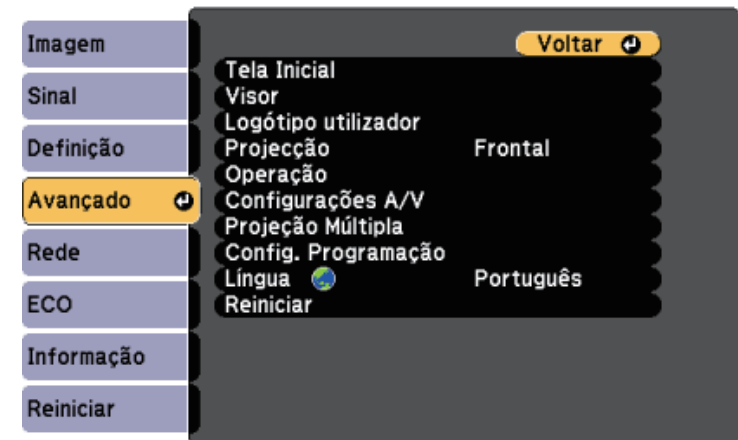 Imagem
Sinal
Definição
Avançado
Rede
ECO
Informação
Reiniciar
Voltar
Tela Inicial
Visor
Logótipo utilizador
Projecção Frontal
Operação
Configurações A/V
Projeção Múltipla
Config. Programação
Língua Português
Reiniciar